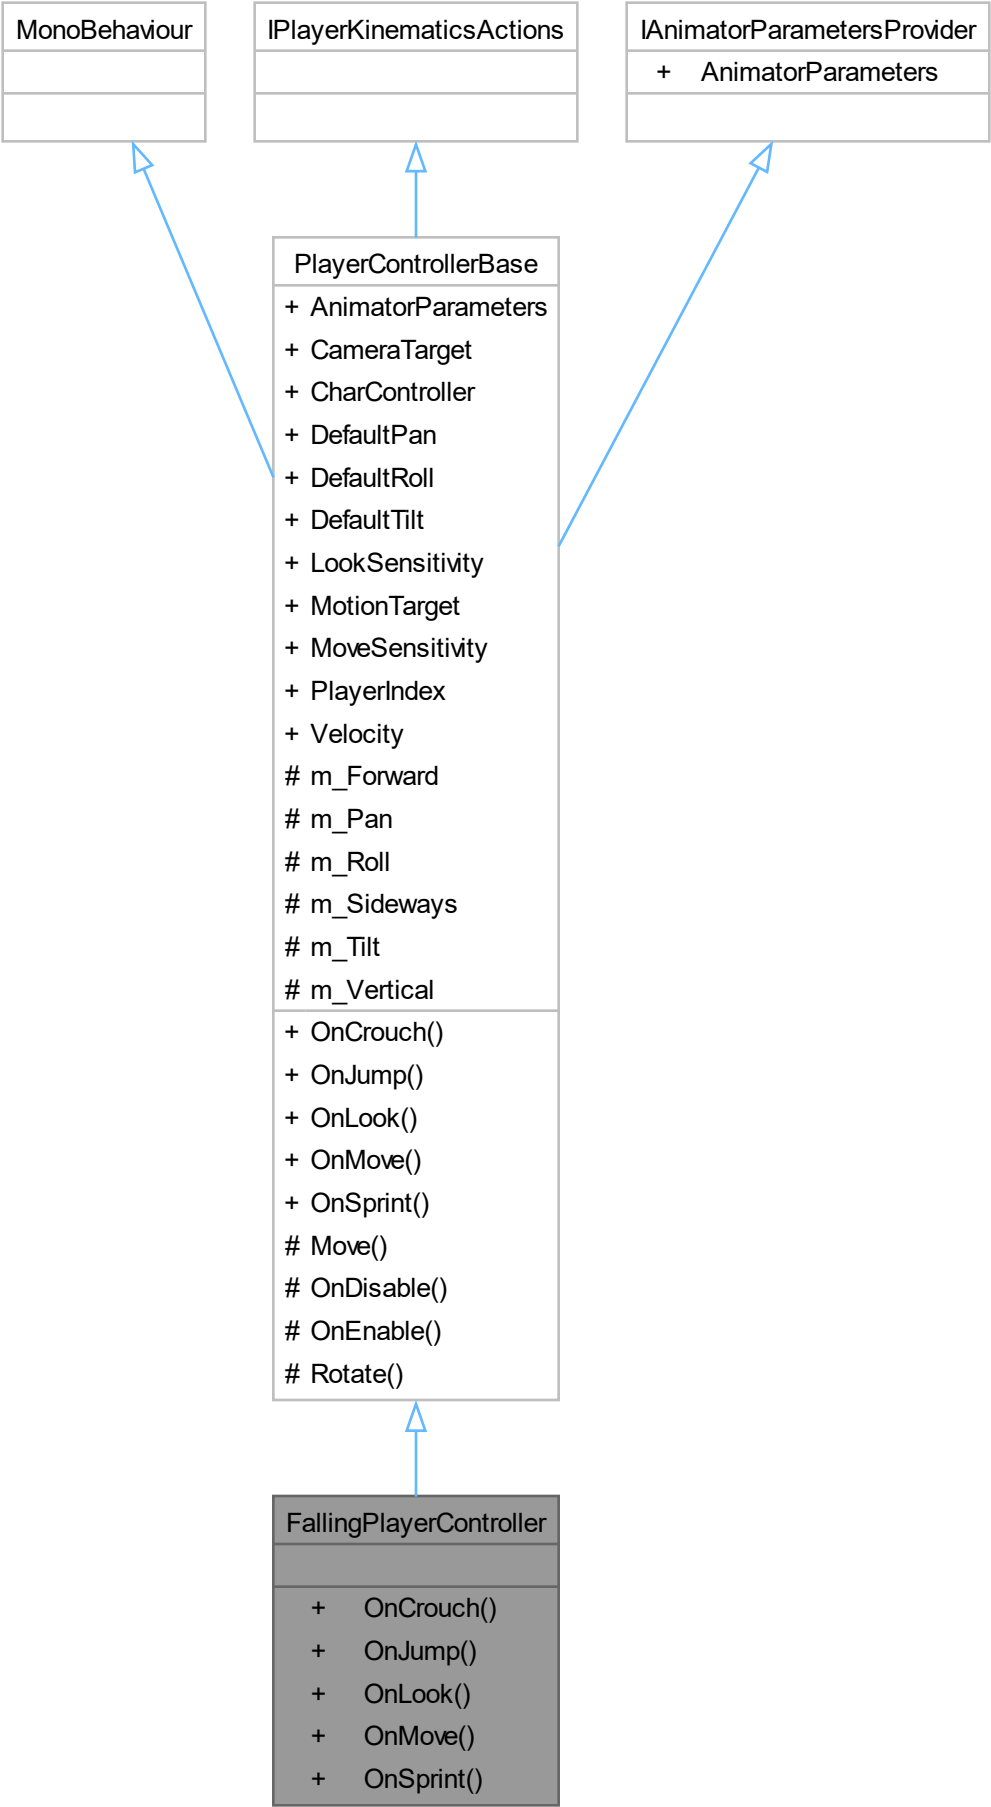 MonoBehaviour
IPlayerKinematicsActions
IAnimatorParametersProvider
+ AnimatorParameters
PlayerControllerBase
+ AnimatorParameters
+ CameraTarget
+ CharController
+ DefaultPan
+ DefaultRoll
+ DefaultTilt
+ LookSensitivity
+ MotionTarget
+ MoveSensitivity
+ PlayerIndex
+ Velocity
# m_Forward
# m_Pan
# m_Roll
# m_Sideways
# m_Tilt
# m_Vertical
+ OnCrouch()
+ OnJump()
+ OnLook()
+ OnMove()
+ OnSprint()
# Move()
# OnDisable()
# OnEnable()
# Rotate()
FallingPlayerController
+ OnCrouch()
+ OnJump()
+ OnLook()
+ OnMove()
+ OnSprint()